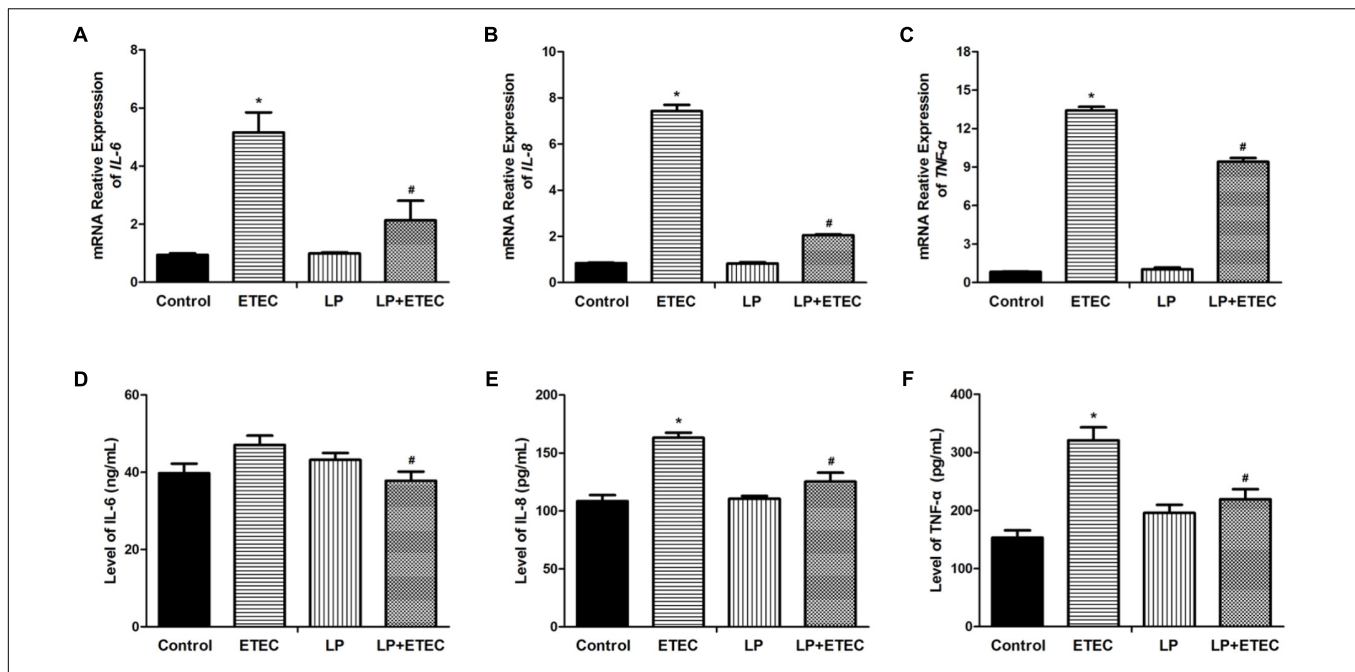 A
mRNA Reative Expression
of IL-6
8
6
4
2
0
*
#
Control ETEC LP LP+ETEC
B
mRNA Reative Expression
of IL-8
10
8
6
4
2
0
*
#
Control ETEC LP LP+ETEC
C
mRNA Reative Expression
of TNF-α
18
15
12
9
6
3
0
*
#
Control ETEC LP LP+ETEC
D
Level of IL-6 (ng/mL)
60
40
20
0
#
Control ETEC LP LP+ETEC
E
Level of IL-8 (pg/mL)
200
150
100
50
0
*
#
Control ETEC LP LP+ETEC
F
Level of TNF-α (pg/mL)
400
300
200
100
0
*
#
Control ETEC LP LP+ETEC